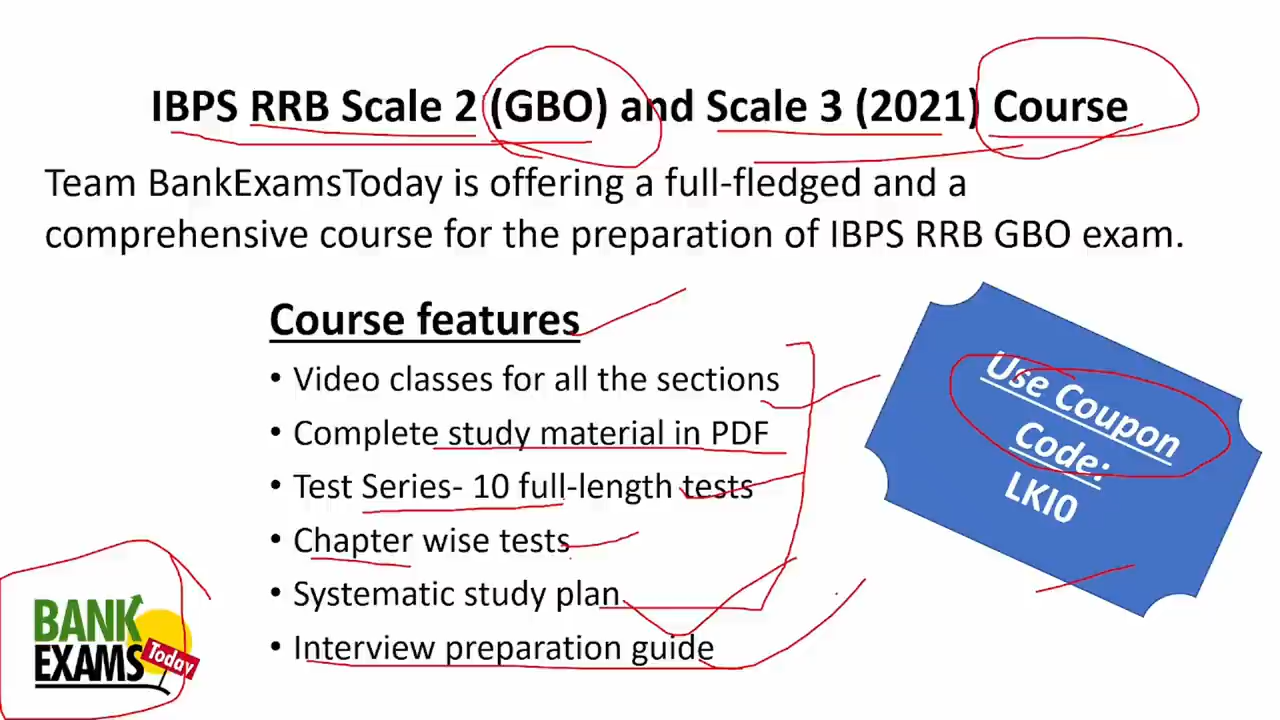 IBPS RRB Scale 2 (GBO) and Scale 3 (2021) Course
Team BankExamsToday is offering a full-fledged and a
comprehensive course for the preparation of IBPS RRB GBO exam.
Course features
• Video classes for all the sections
• Complete study material in PDF
• Test Series- 10 full-length tests
• Chapter wise tests
• Systematic study plan
• Interview preparation guide
Use Coupon
Code:
LKI0
BANK
EXAMS
Today